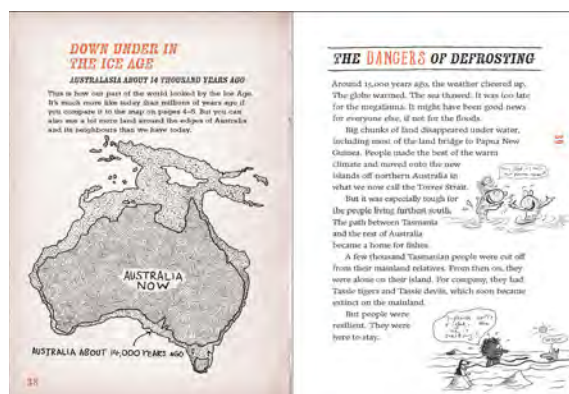 DOWN UNDER IN
THE ICE AGE
AUSTRALASIA ABOUT 14 THOUSAND YEARS AGO
This is how our part of the world looked by the Ice Age.
It's much more like today than millions of years ago if
you compare it to the map on pages 4–5. But you can
also see a lot more land around the edges of Australia
and its neighbours than we have today.
AUSTRALIA
NOW
AUSTRALIA ABOUT 14,000 YEARS AGO
38
THE DANGERS OF DEFROSTING
Around 15,000 years ago, the weather cheered up.
The globe warmed. The sea thawed. It was too late
for the megafauna. It might have been good news
for everyone else, if not for the floods.
Big chunks of land disappeared under water,
including most of the land bridge to Papua New
Guinea. People made the best of the warm
climate and moved onto the new
islands off northern Australia in
what we now call the Torres Strait.
But it was especially tough for
the people living furthest south.
The path between Tasmania
and the rest of Australia
became a home for fishes.
A few thousand Tasmanian people were cut off
from their mainland relatives. From then on, they
were alone on their island. For company, they had
Tassie tigers and Tassie devils, which soon became
extinct on the mainland.
But people were
resilient. They were
here to stay.